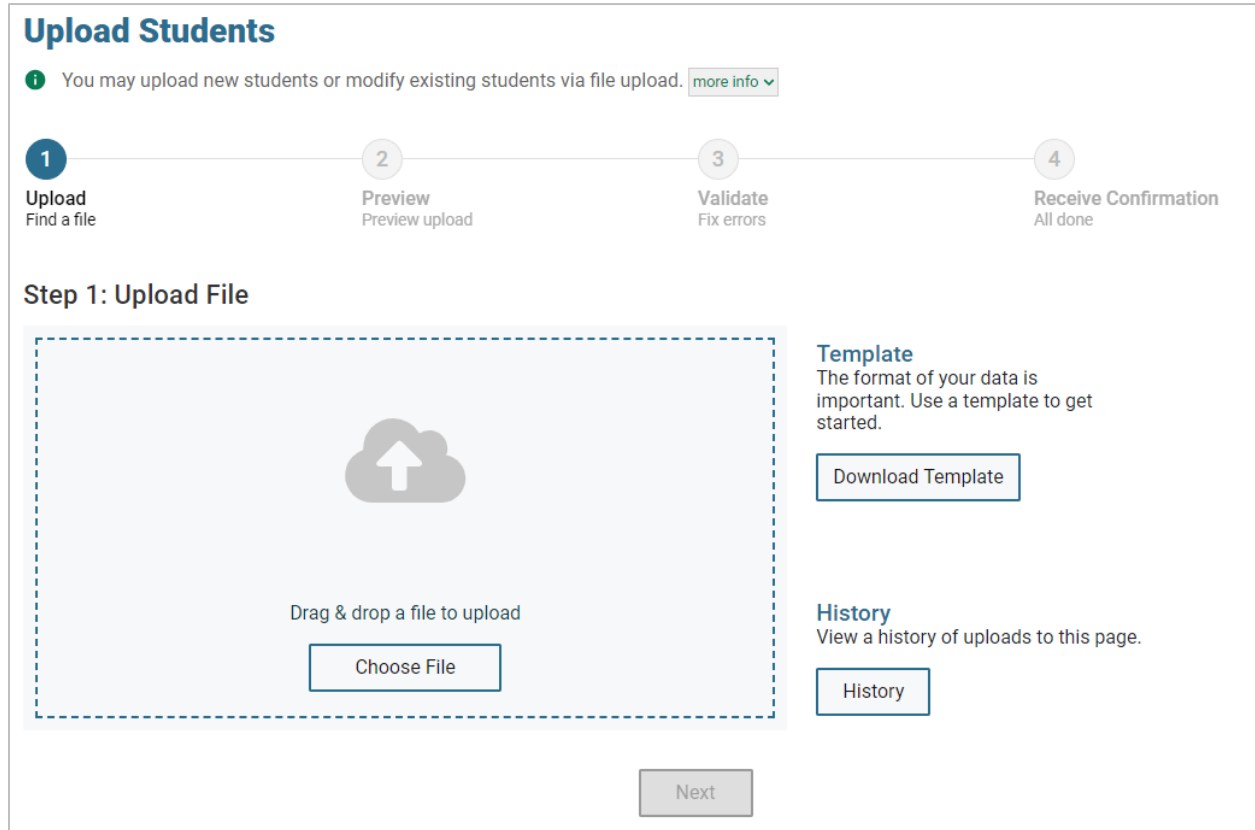 Upload Students
i You may upload new students or modify existing students via file upload. more info
1
2
3
4
Upload
Preview
Validate
Receive Confirmation
Find a file
Preview upload
Fix errors
All done
Step 1: Upload File
Template
The format of your data is
important. Use a template to get
started.
Download Template
Drag & drop a file to upload
Choose File
History
View a history of uploads to this page.
History
Next